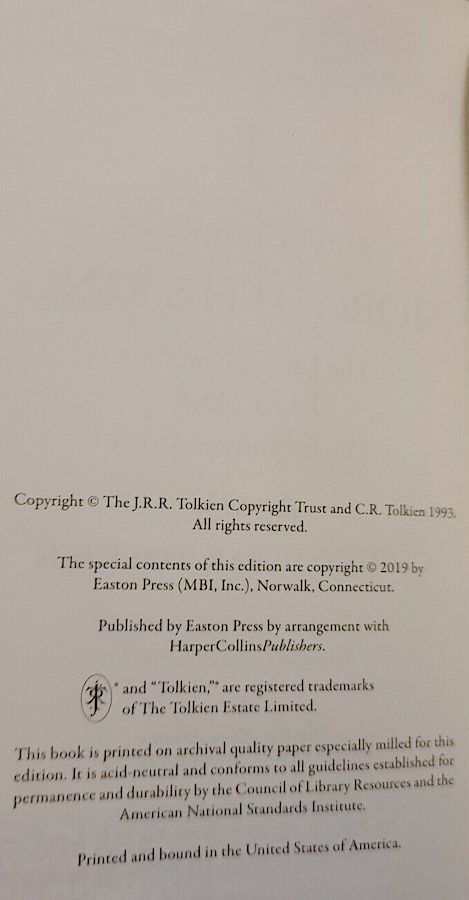 Copyright © The J.R.R. Tolkien Copyright Trust and C.R. Tolkien 1993.
All rights reserved.
The special contents of this edition are copyright © 2019 by
Easton Press (MBI, Inc.), Norwalk, Connecticut.
Published by Easton Press by arrangement with
HarperCollinsPublishers.
® and “Tolkien,”® are registered trademarks
of The Tolkien Estate Limited.
This book is printed on archival quality paper especially milled for this
edition. It is acid-neutral and conforms to all guidelines established for
permanence and durability by the Council of Library Resources and the
American National Standards Institute.
Printed and bound in the United States of America.